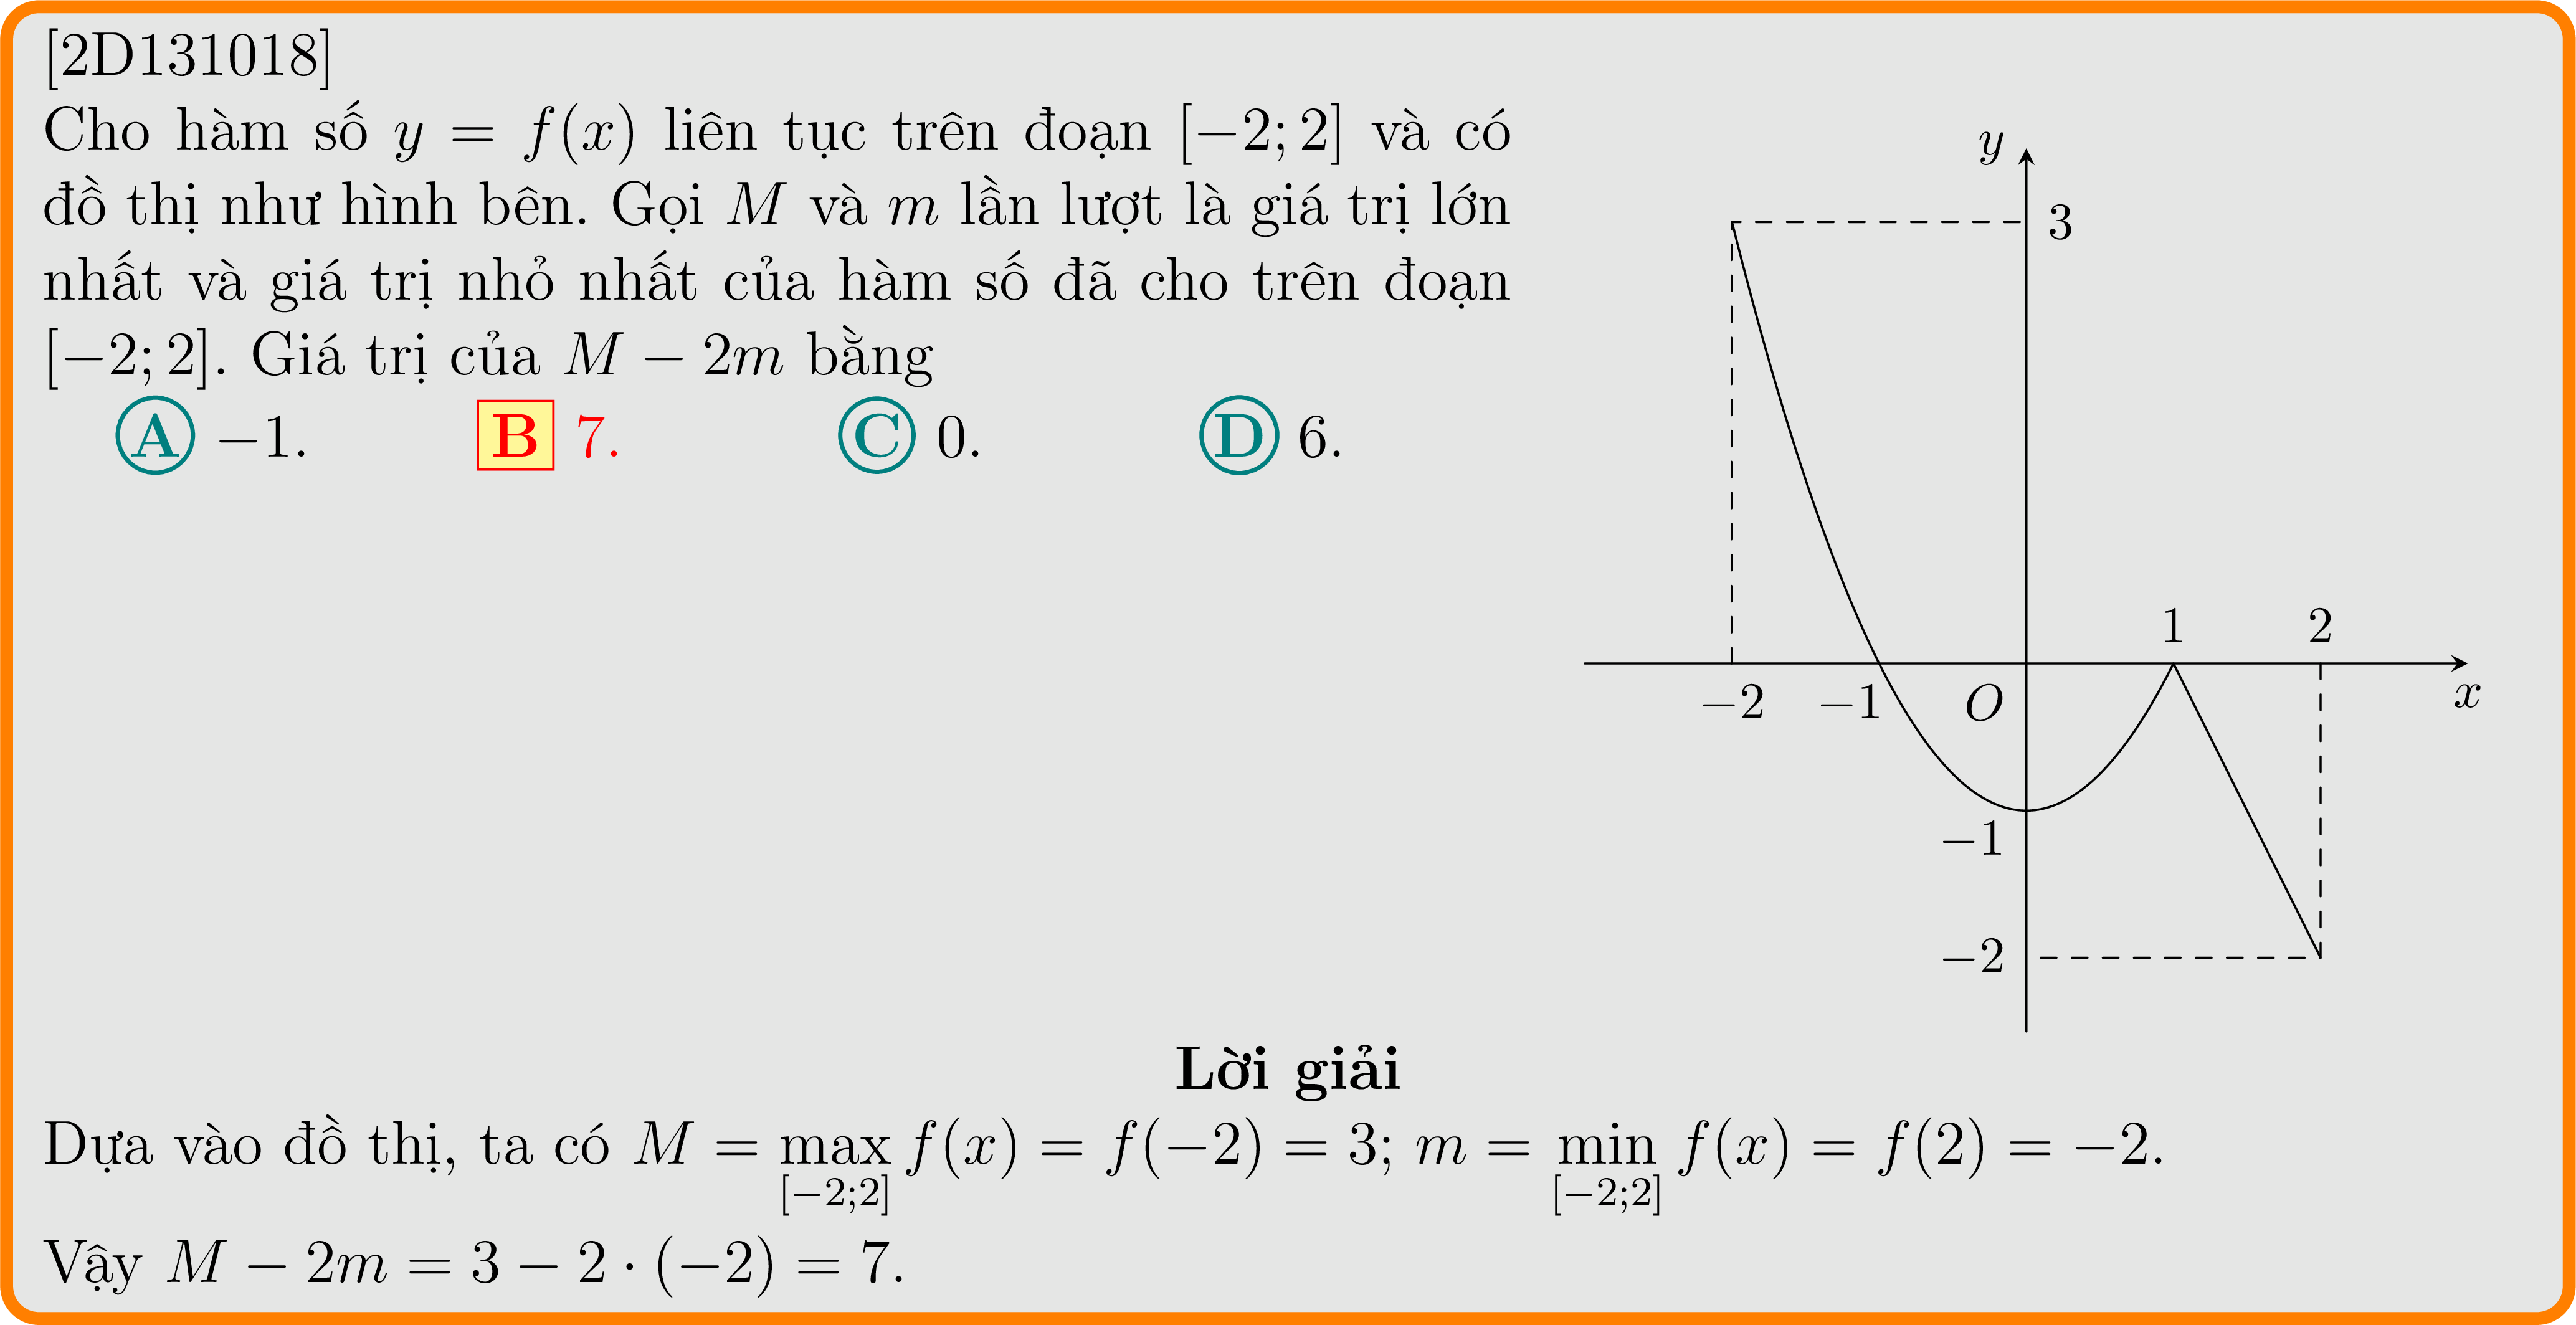 [2D131018]
Cho hàm số y = f(x) liên tục trên đoạn [−2; 2] và có
đồ thị như hình bên. Gọi M và m lần lượt là giá trị lớn
nhất và giá trị nhỏ nhất của hàm số đã cho trên đoạn
[−2; 2]. Giá trị của M − 2m bằng
A −1. B 7. C 0. D 6.
y
3
1 2
−2 −1 O x
−1
−2
Lời giải
Dựa vào đồ thị, ta có M = max f(x) = f(−2) = 3; m = min f(x) = f(2) = −2.
[−2;2] [−2;2]
Vậy M − 2m = 3 − 2 · (−2) = 7.